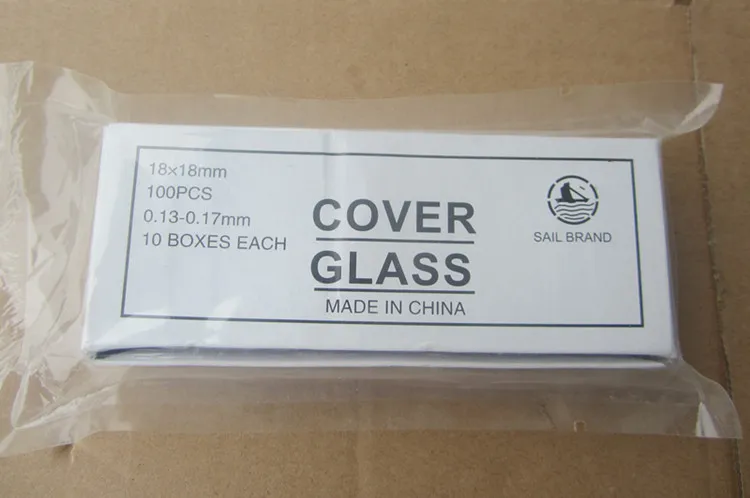 18×18mm
100PCS
0.13-0.17mm
10 BOXES EACH
COVER
GLASS
MADE IN CHINA
SAIL BRAND